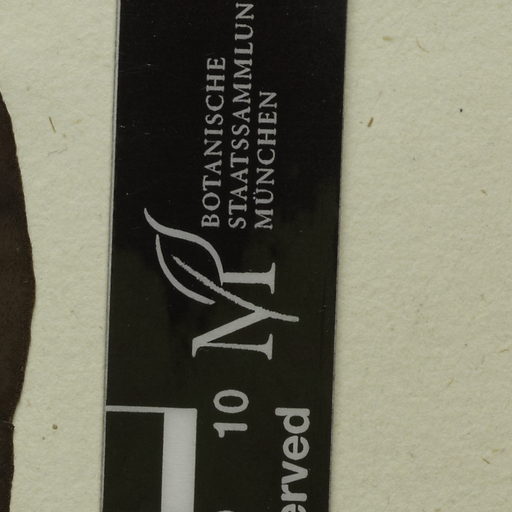 BOTANISCHE
STAATSSAMMLUN
MÜNCHEN
M
10
erved